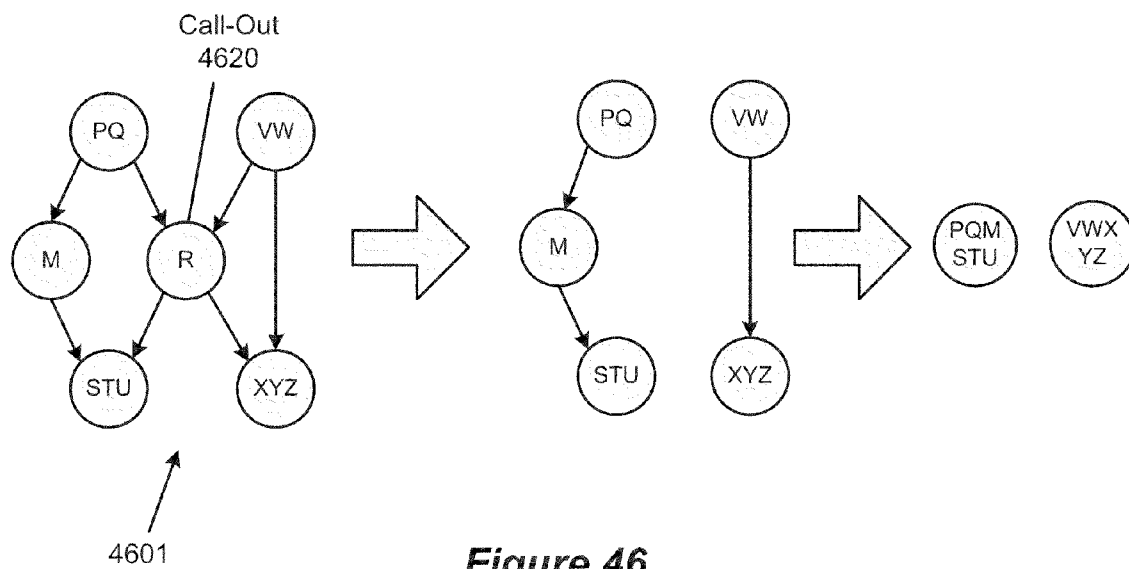 Call-Out
4620
PQ
VW
M
R
STU
XYZ
4601
PQ
VW
M
STU
XYZ
PQM
STU
VWX
YZ
Figure 46